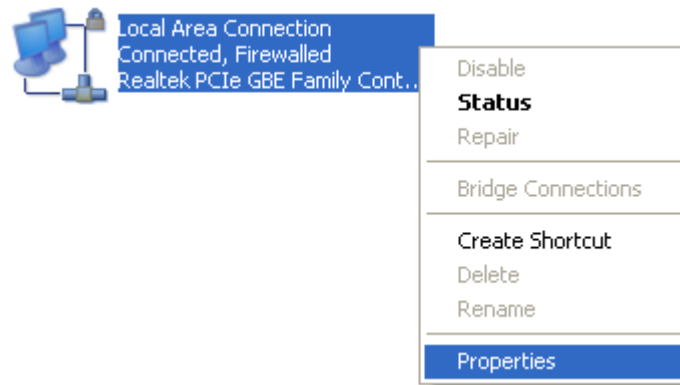 Local Area Connection
Connected, Firewalled
Realtek PCIe GBE Family Cont...
Disable
Status
Repair
Bridge Connections
Create Shortcut
Delete
Rename
Properties